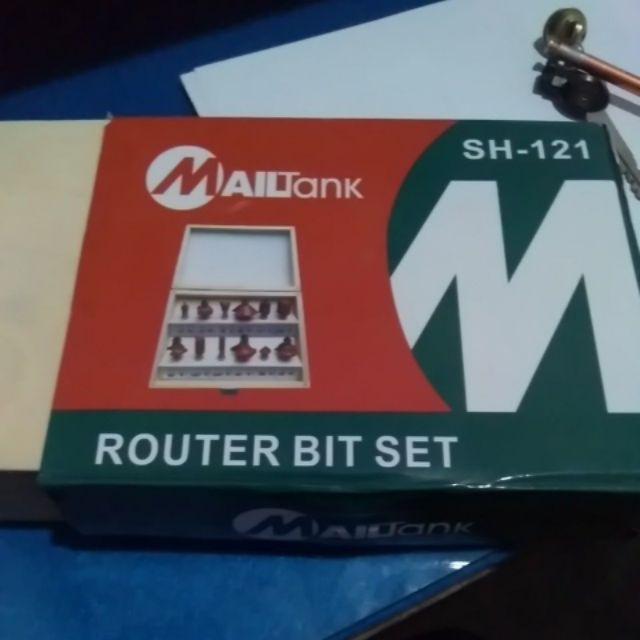 MAILTANK
SH-121
ROUTER BIT SET
MAILTANK